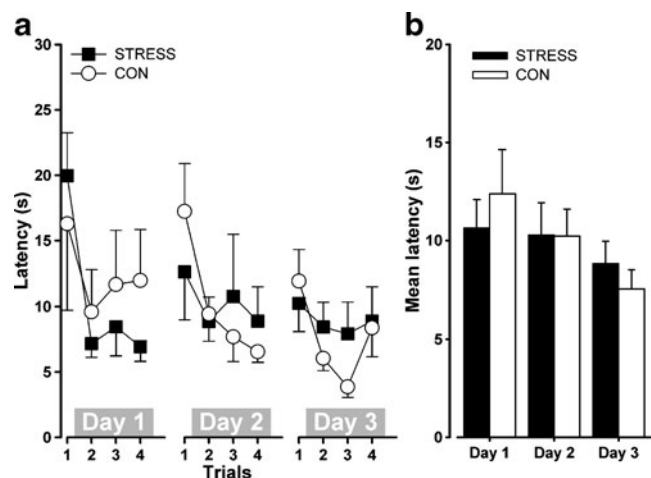 a
30
25
20
15
10
5
0
Latency (s)
STRESS
CON
Day 1
Day 2
Day 3
1 2 3 4
1 2 3 4
1 2 3 4
Trials
b
20
15
10
5
0
Mean latency (s)
STRESS
CON
Day 1 Day 2 Day 3